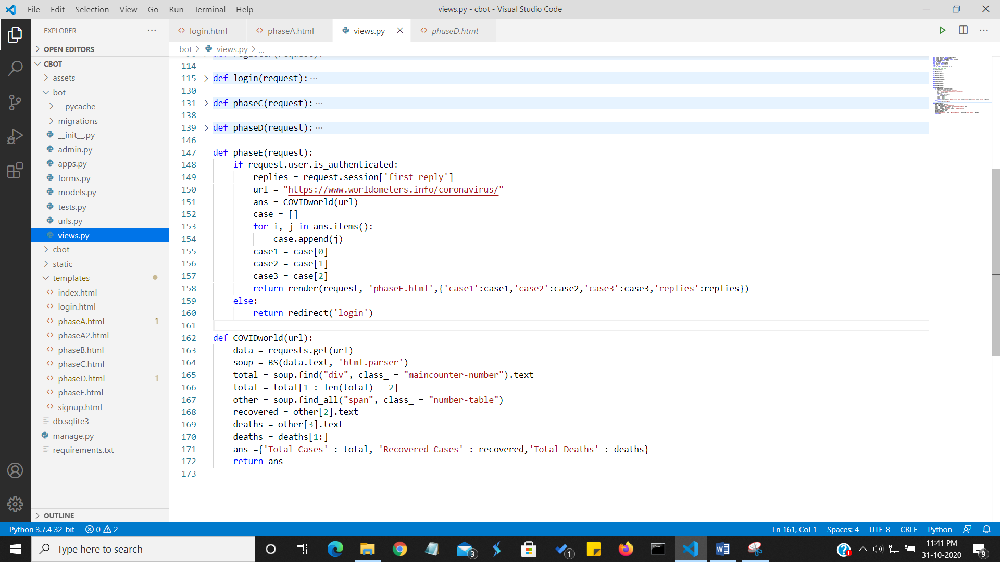 File Edit Selection View Go Run Terminal Help
views.py - cbot - Visual Studio Code
EXPLORER
login.html
phaseA.html
views.py
phaseD.html
OPEN EDITORS
bot > views.py > ...
CBOT
assets
bot
__pycache__
migrations
__init__.py
admin.py
apps.py
forms.py
models.py
tests.py
urls.py
views.py
cbot
static
templates
index.html
login.html
phaseA.html 1
phaseA2.html
phaseB.html
phaseC.html
phaseD.html 1
phaseE.html
signup.html
db.sqlite3
manage.py
requirements.txt
OUTLINE
114
115 def login(request): ...
130
131 def phaseC(request): ...
138
139 def phaseD(request): ...
146
147 def phaseE(request):
148 if request.user.is_authenticated:
149 replies = request.session['first_reply']
150 url = "https://www.worldometers.info/coronavirus/"
151 ans = COVIDworld(url)
152 case = []
153 for i, j in ans.items():
154 case.append(j)
155 case1 = case[0]
156 case2 = case[1]
157 case3 = case[2]
158 return render(request, 'phaseE.html',{'case1':case1,'case2':case2,'case3':case3,'replies':replies})
159 else:
160 return redirect('login')
161
162 def COVIDworld(url):
163 data = requests.get(url)
164 soup = BS(data.text, 'html.parser')
165 total = soup.find("div", class_ = "maincounter-number").text
166 total = total[1 : len(total) - 2]
167 other = soup.find_all("span", class_ = "number-table")
168 recovered = other[2].text
169 deaths = other[3].text
170 deaths = deaths[1:]
171 ans ={'Total Cases' : total, 'Recovered Cases' : recovered,'Total Deaths' : deaths}
172 return ans
173
Python 3.7.4 32-bit 0 2
Ln 161, Col 1 Spaces: 4 UTF-8 CRLF Python
Type here to search
3
1
11:41 PM
31-10-2020
9